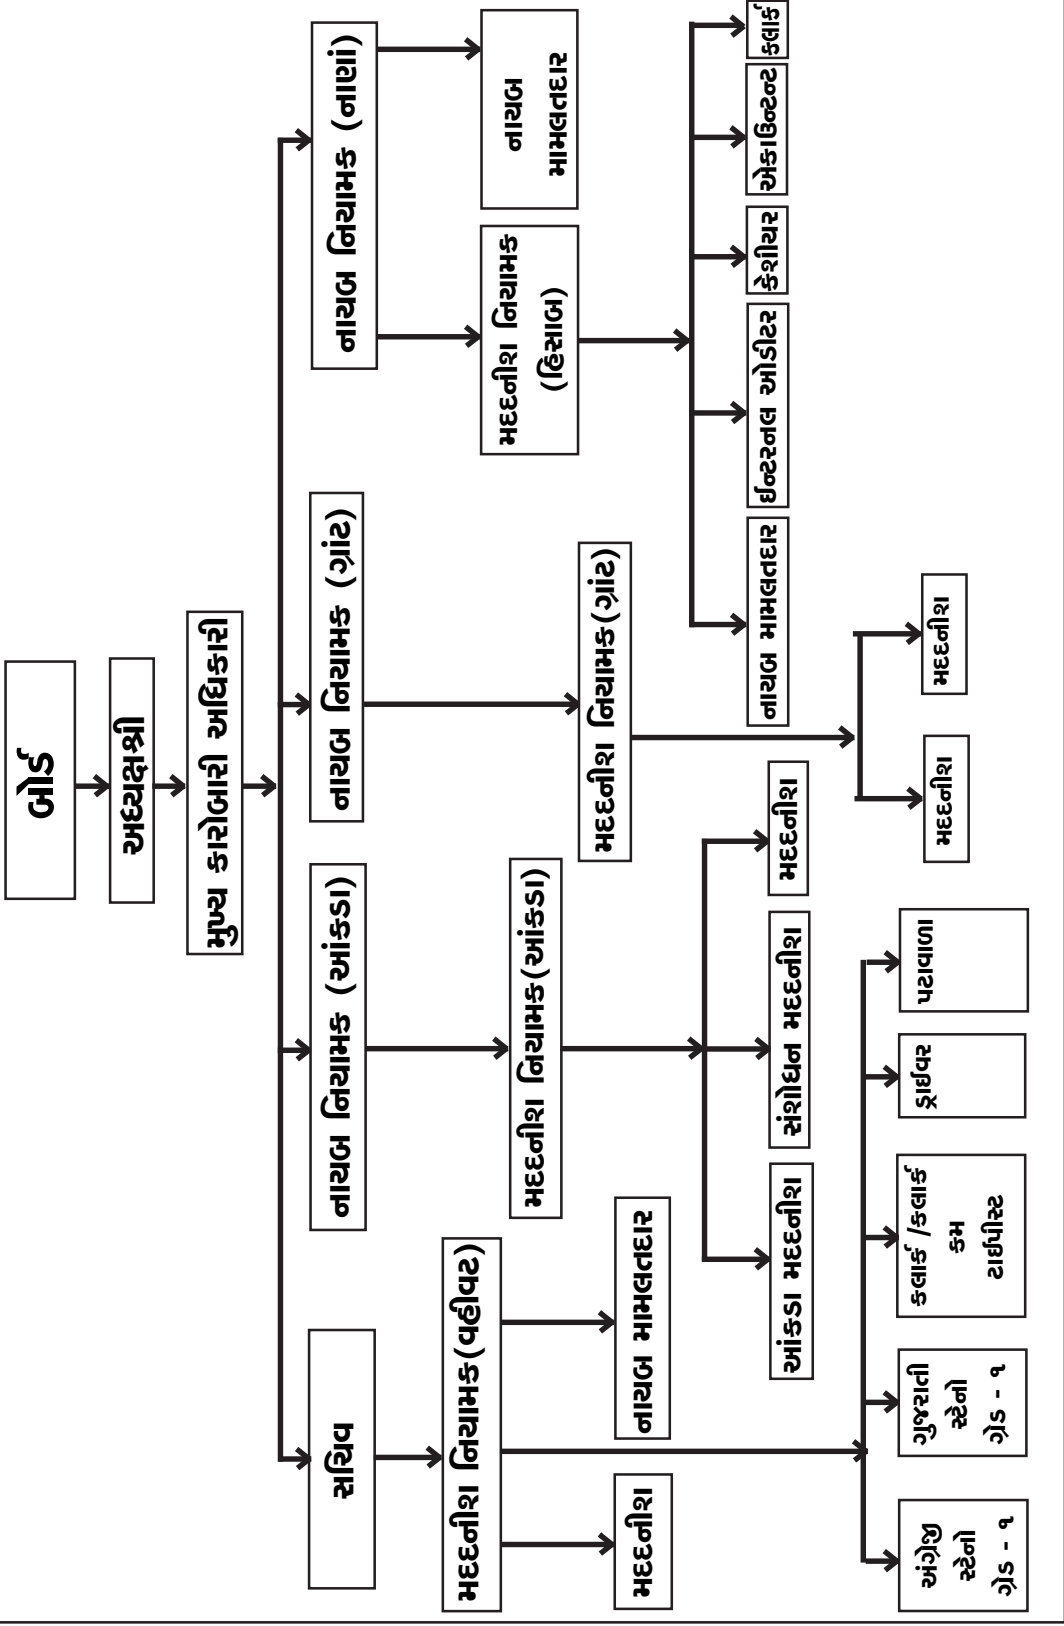 બોર્ડ
અધ્યક્ષશ્રી
મુખ્ય કારોબારી અધિકારી
સચિવ
નાયબ નિયામક (આંકડા)
નાયબ નિયામક (ગ્રાંટ)
નાયબ નિયામક (નાણાં)
મદદનીશ નિયામક(વહીવટ)
મદદનીશ નિયામક(આંકડા)
મદદનીશ નિયામક(ગ્રાંટ)
મદદનીશ નિયામક
(હિસાબ)
નાયબ
મામલતદાર
મદદનીશ
નાયબ મામલતદાર
આંકડા મદદનીશ
સંશોધન મદદનીશ
મદદનીશ
નાયબ મામલતદાર
ઇન્ટરનલ ઓડીટર
કેશીયર
એકાઉન્ટન્ટ
કલાર્ક
અંગ્રેજી
સ્ટેનો
ગ્રેડ - ૧
ગુજરાતી
સ્ટેનો
ગ્રેડ - ૧
કલાર્ક /કલાર્ક
કમ
ટાઈપીસ્ટ
ડ્રાઈવર
પટાવાળા
મદદનીશ
મદદનીશ